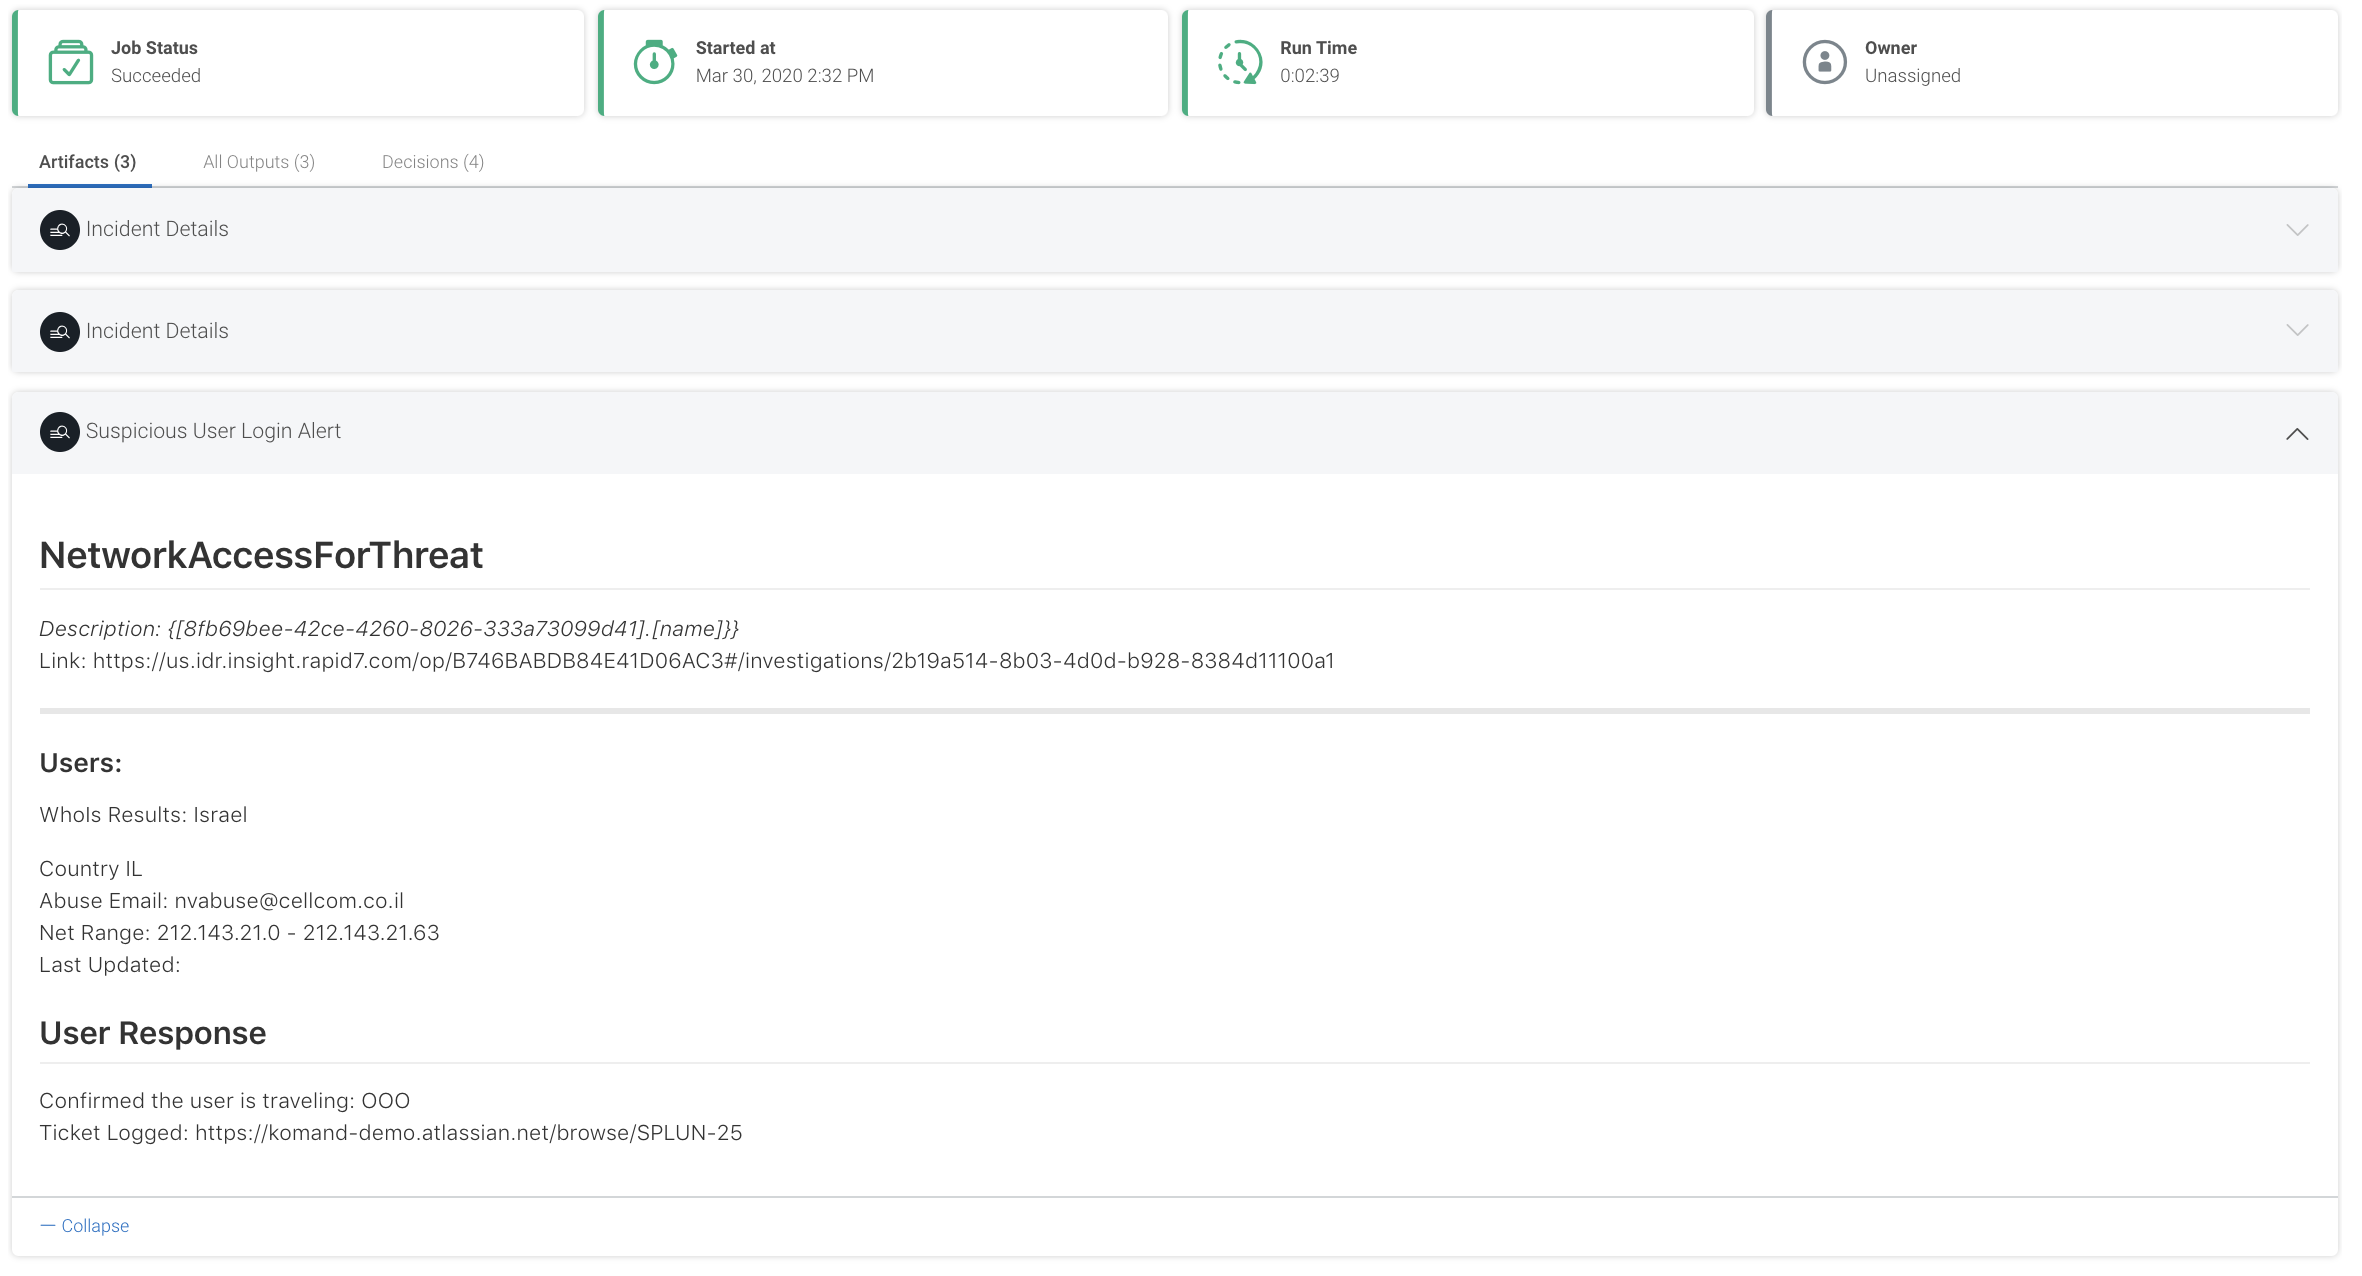 Job Status
Succeeded
Started at
Mar 30, 2020 2:32 PM
Run Time
0:02:39
Owner
Unassigned
Artifacts (3)
All Outputs (3)
Decisions (4)
Incident Details
Incident Details
Suspicious User Login Alert
NetworkAccessForThreat
Description: {[8fb69bee-42ce-4260-8026-333a73099d41].[name]}}
Link: https://us.idr.insight.rapid7.com/op/B746BABDB84E41D06AC3#/investigations/2b19a514-8b03-4d0d-b928-8384d11100a1
Users:
WhoIs Results: Israel
Country IL
Abuse Email: nvabuse@cellcom.co.il
Net Range: 212.143.21.0 - 212.143.21.63
Last Updated:
User Response
Confirmed the user is traveling: OOO
Ticket Logged: https://komand-demo.atlassian.net/browse/SPLUN-25
— Collapse